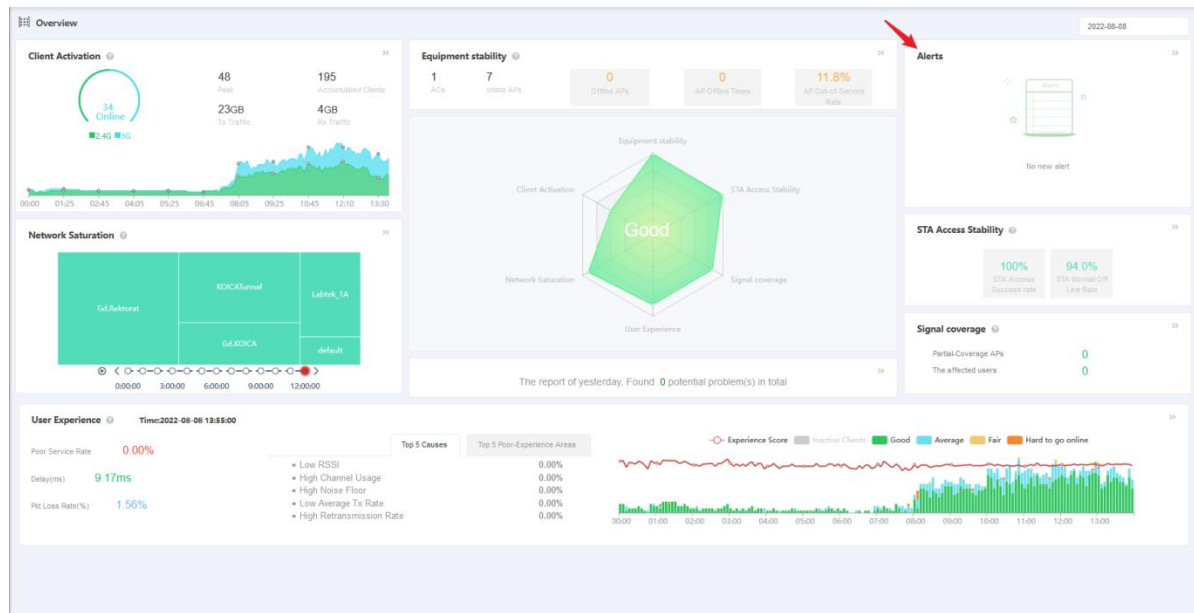 Overview
2022-08-08
Client Activation
34
Online
2.4G 5G
48
Peak
195
Accumulated Clients
23GB
Tx Traffic
4GB
Rx Traffic
00:00 01:25 02:45 04:05 05:25 06:45 08:05 09:25 10:45 12:10 13:30
Equipment stability
1
ACs
7
online APs
0
Offline APs
0
AP Offline Times
11.8%
AP Out-of-Service
Rate
Alerts
No new alert
Equipment stability
Client Activation
STA Access Stability
Good
Network Saturation
Signal coverage
User Experience
Network Saturation
Gd.Rektorat
KOICATunnel
Gd.KOICA
Labtek_1A
default
0:00:00 3:00:00 6:00:00 9:00:00 12:00:00
STA Access Stability
100%
STA Access
Success rate
94.0%
STA Normal Off
Line Rate
Signal coverage
Partial-Coverage APs 0
The affected users 0
The report of yesterday, Found 0 potential problem(s) in total
User Experience Time:2022-08-08 13:55:00
Poor Service Rate 0.00%
Delay(ms) 9.17ms
Pkt Loss Rate(%) 1.56%
Top 5 Causes Top 5 Poor-Experience Areas
Low RSSI 0.00%
High Channel Usage 0.00%
High Noise Floor 0.00%
Low Average Tx Rate 0.00%
High Retransmission Rate 0.00%
Experience Score Inactive Clients Good Average Fair Hard to go online
00:00 01:00 02:00 03:00 04:00 05:00 06:00 07:00 08:00 09:00 10:00 11:00 12:00 13:00